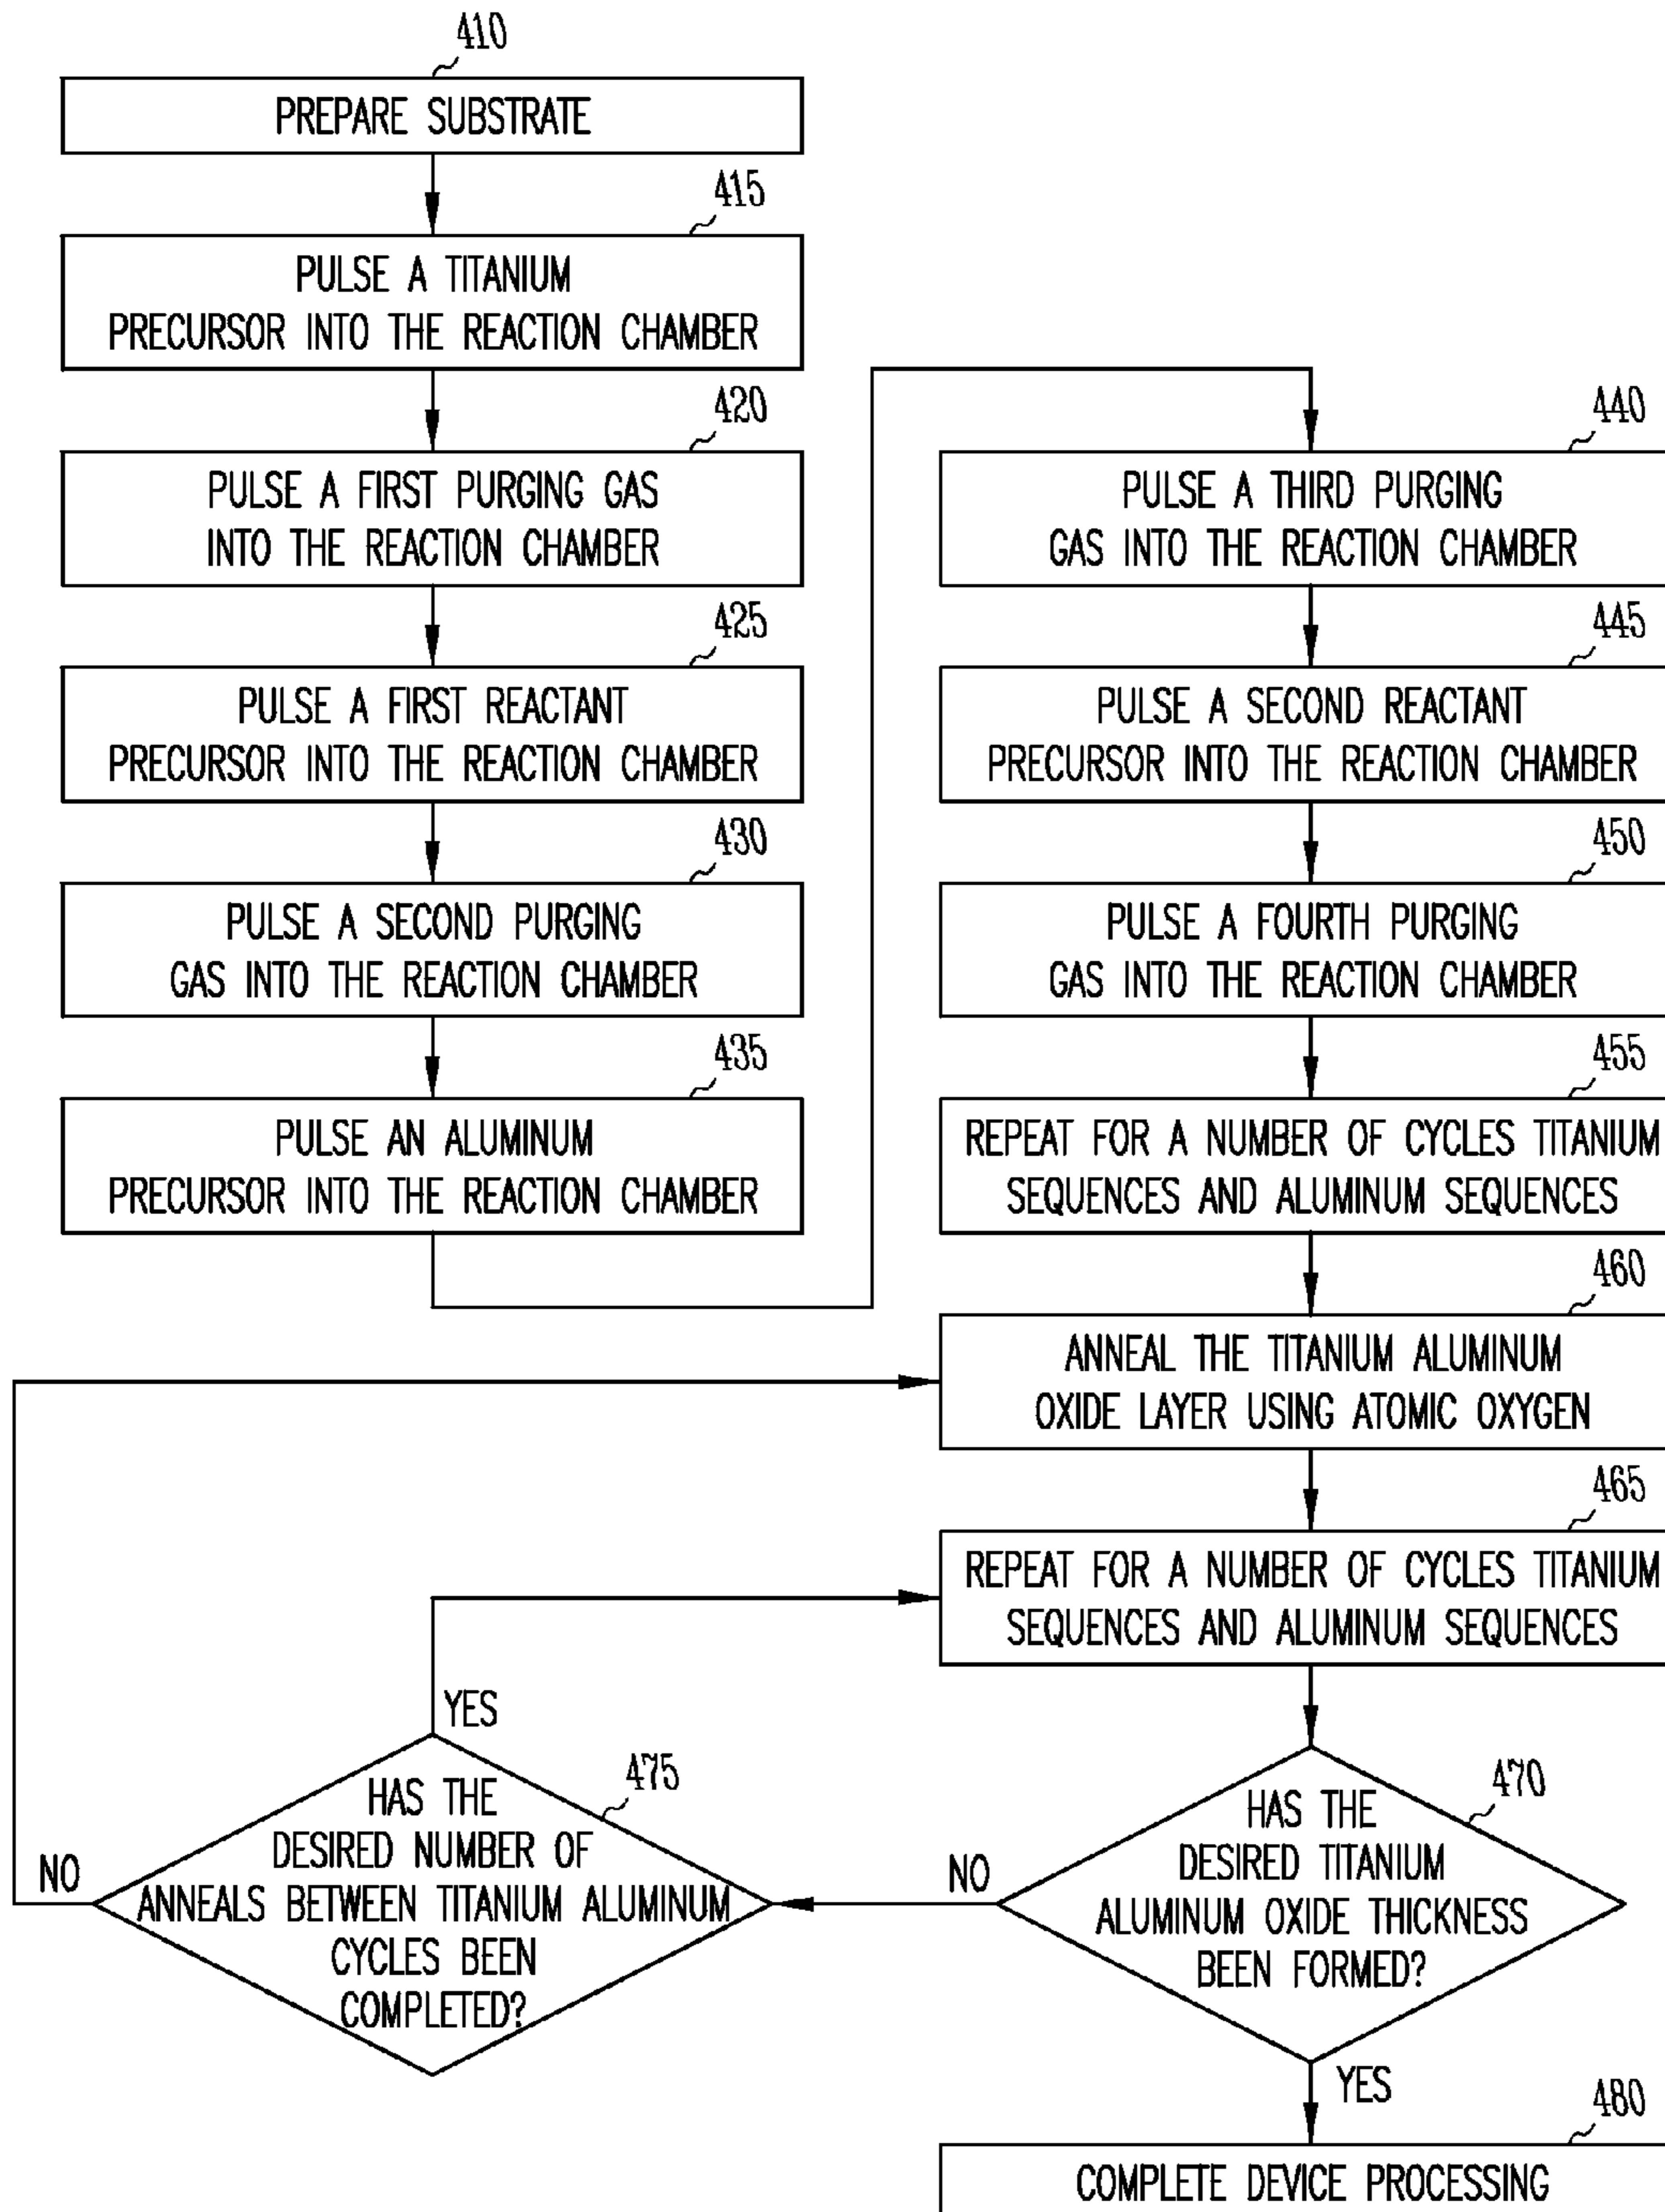 410
PREPARE SUBSTRATE
415
PULSE A TITANIUM
PRECURSOR INTO THE REACTION CHAMBER
420
PULSE A FIRST PURGING GAS
INTO THE REACTION CHAMBER
425
PULSE A FIRST REACTANT
PRECURSOR INTO THE REACTION CHAMBER
430
PULSE A SECOND PURGING
GAS INTO THE REACTION CHAMBER
435
PULSE AN ALUMINUM
PRECURSOR INTO THE REACTION CHAMBER
440
PULSE A THIRD PURGING
GAS INTO THE REACTION CHAMBER
445
PULSE A SECOND REACTANT
PRECURSOR INTO THE REACTION CHAMBER
450
PULSE A FOURTH PURGING
GAS INTO THE REACTION CHAMBER
455
REPEAT FOR A NUMBER OF CYCLES TITANIUM
SEQUENCES AND ALUMINUM SEQUENCES
460
ANNEAL THE TITANIUM ALUMINUM
OXIDE LAYER USING ATOMIC OXYGEN
465
REPEAT FOR A NUMBER OF CYCLES TITANIUM
SEQUENCES AND ALUMINUM SEQUENCES
470
HAS THE
DESIRED TITANIUM
ALUMINUM OXIDE THICKNESS
BEEN FORMED?
NO
YES
475
HAS THE
DESIRED NUMBER OF
ANNEALS BETWEEN TITANIUM ALUMINUM
CYCLES BEEN
COMPLETED?
YES
NO
480
COMPLETE DEVICE PROCESSING